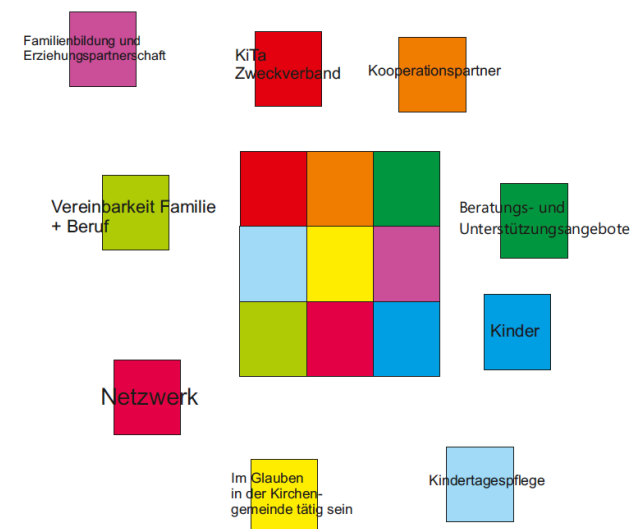 Familienbildung und
Erziehungspartnerschaft
KiTa
Zweckverband
Kooperationspartner
Vereinbarkeit Familie
+ Beruf
Beratungs- und
Unterstützungsangebote
Kinder
Netzwerk
Im Glauben
in der Kirchen-
gemeinde tätig sein
Kindertagespflege